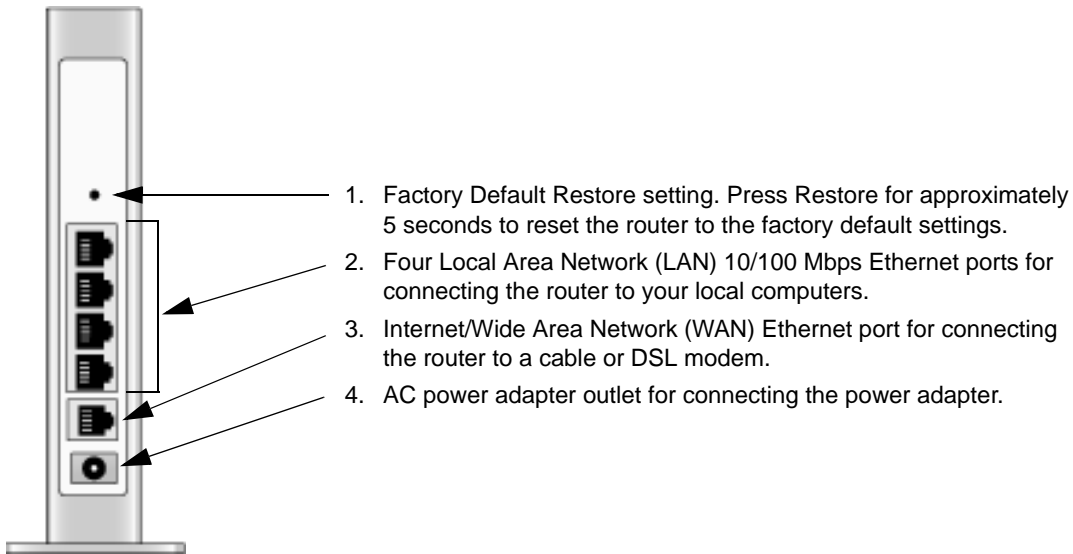 1. Factory Default Restore setting. Press Restore for approximately
5 seconds to reset the router to the factory default settings.
2. Four Local Area Network (LAN) 10/100 Mbps Ethernet ports for
connecting the router to your local computers.
3. Internet/Wide Area Network (WAN) Ethernet port for connecting
the router to a cable or DSL modem.
4. AC power adapter outlet for connecting the power adapter.